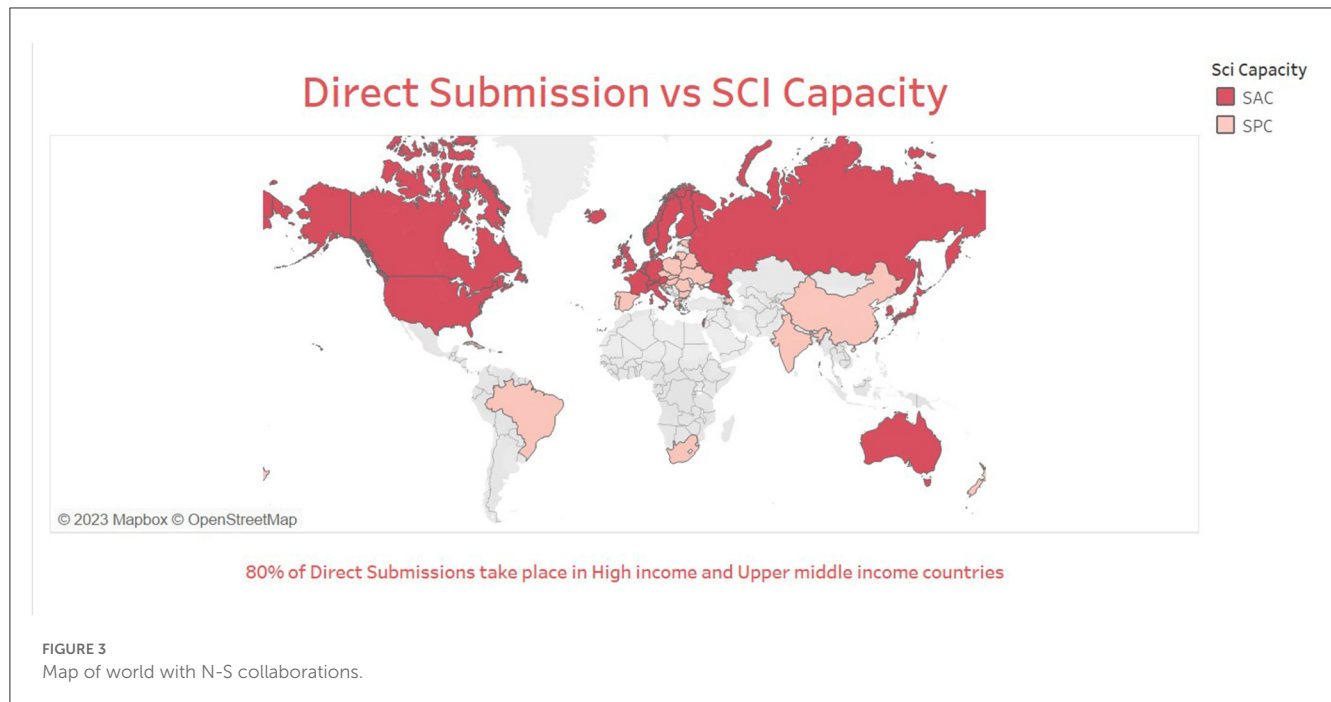 Direct Submission vs SCI Capacity
Sci Capacity
SAC
SPC
© 2023 Mapbox © OpenStreetMap
80% of Direct Submissions take place in High income and Upper middle income countries
FIGURE 3
Map of world with N-S collaborations.